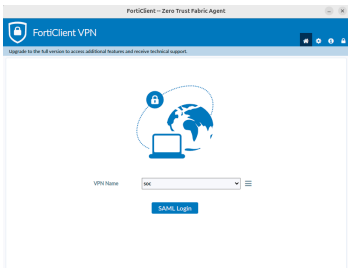 FortiClient -- Zero Trust Fabric Agent
FortiClient VPN
Upgrade to the full version to access additional features and receive technical support.
VPN Name
soc
SAML Login